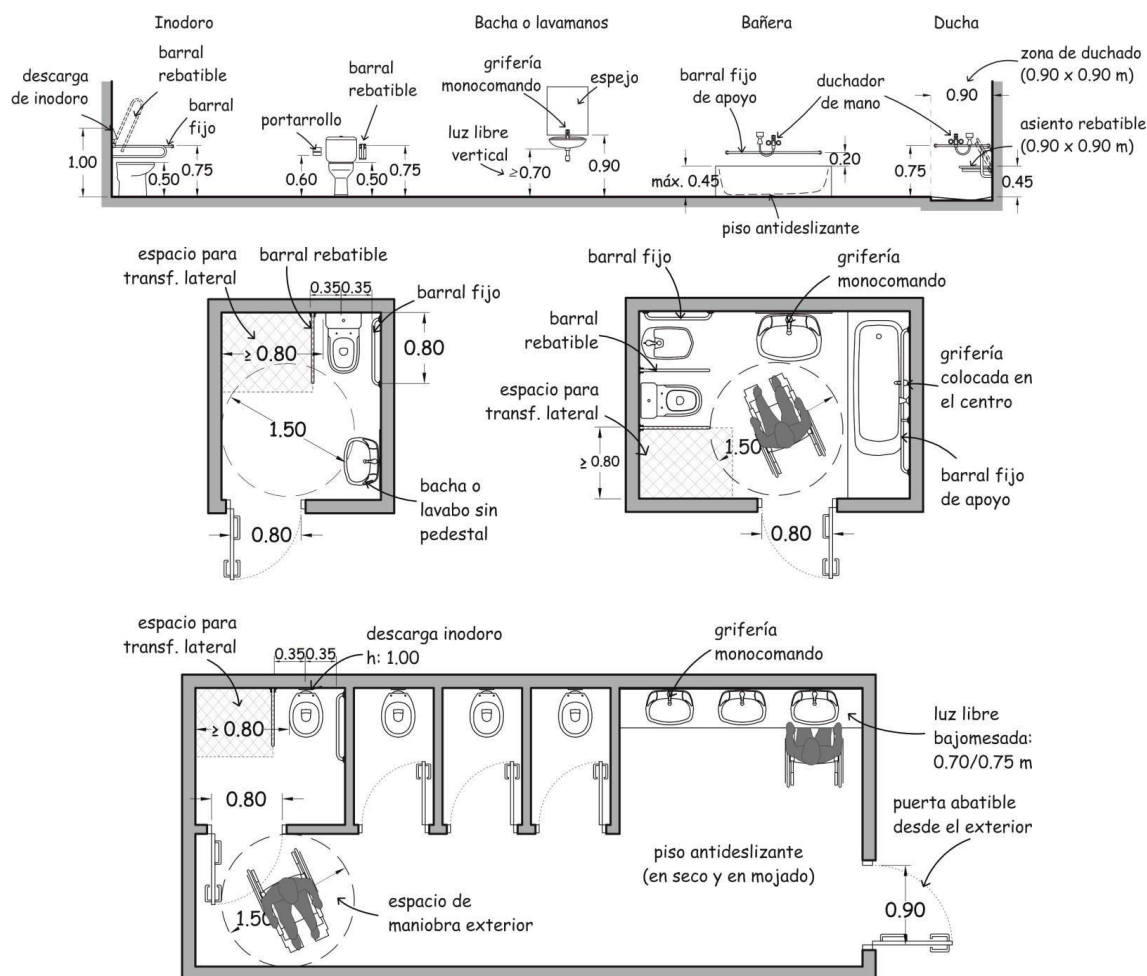 Inodoro
Bacha o lavamanos
Bañera
Ducha
barral
rebatible
descarga
de inodoro
barral
fijo
1.00
0.50
0.75
portarrollo
barral
rebatible
0.60
0.50
0.75
grifería
monocomando
espejo
luz libre
vertical
≥0.70
0.90
barral fijo
de apoyo
duchador
de mano
máx. 0.45
0.20
piso antideslizante
zona de duchado
(0.90 x 0.90 m)
0.90
asiento rebatible
(0.90 x 0.90 m)
0.75
0.45
espacio para
transf. lateral
barral rebatible
0.35 0.35
barral fijo
≥ 0.80
0.80
1.50
bacha o
lavabo sin
pedestal
0.80
barral fijo
grifería
monocomando
barral
rebatible
espacio para
transf. lateral
≥ 0.80
1.50
grifería
colocada en
el centro
barral fijo
de apoyo
0.80
espacio para
transf. lateral
0.35 0.35
descarga inodoro
h: 1.00
grifería
monocomando
≥ 0.80
luz libre
bajomesada:
0.70/0.75 m
0.80
puerta abatible
desde el exterior
piso antideslizante
(en seco y en mojado)
1.50
espacio de
maniobra exterior
0.90